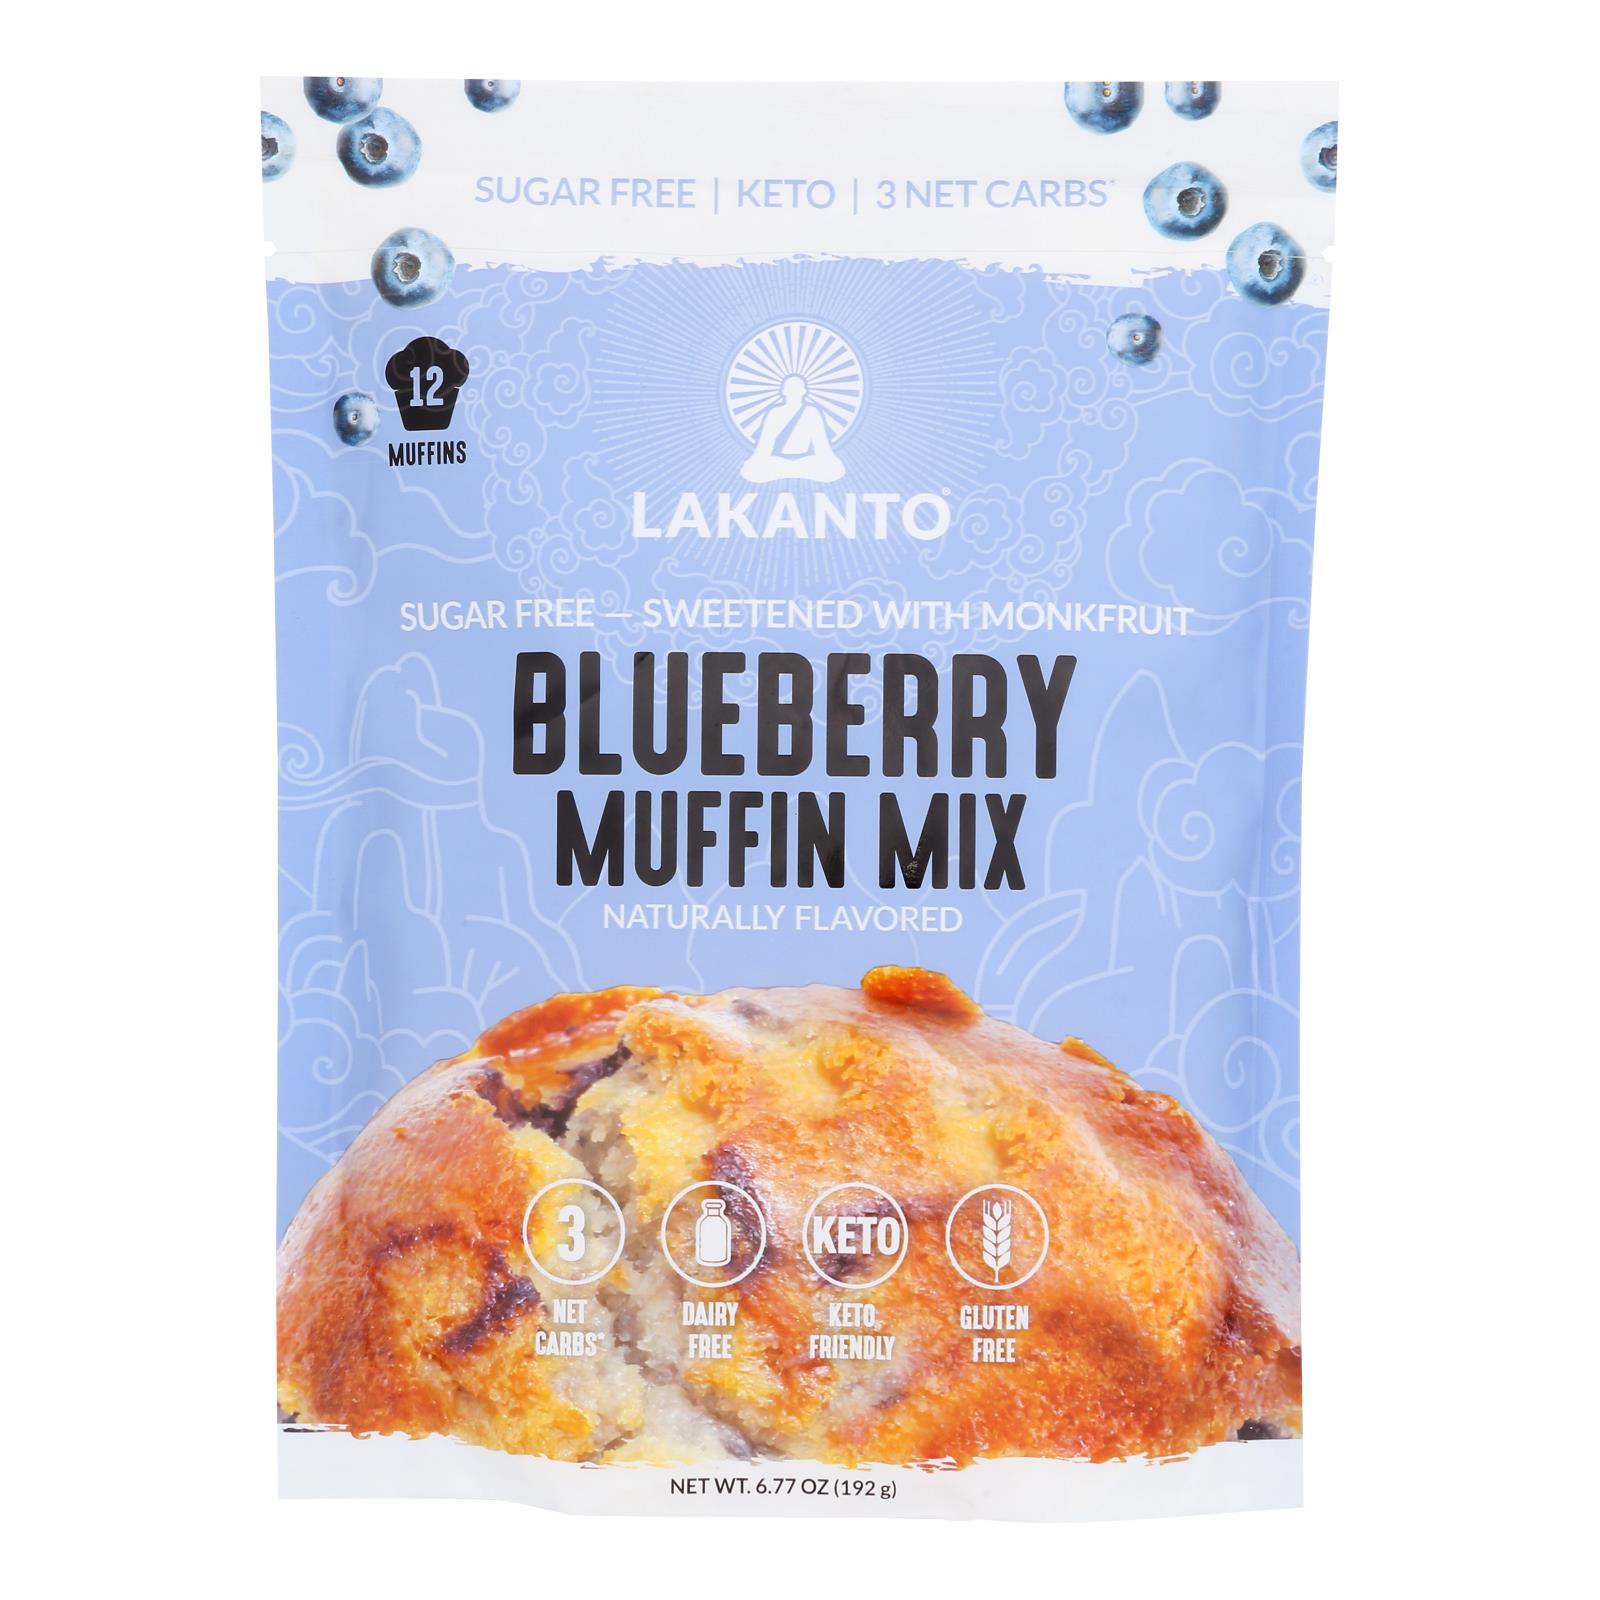 SUGAR FREE | KETO | 3 NET CARBS*
12
MUFFINS
LAKANTO®
SUGAR FREE — SWEETENED WITH MONKFRUIT
BLUEBERRY
MUFFIN MIX
NATURALLY FLAVORED
3
NET
CARBS*
DAIRY
FREE
KETO
KETO
FRIENDLY
GLUTEN
FREE
NET WT. 6.77 OZ (192 g)